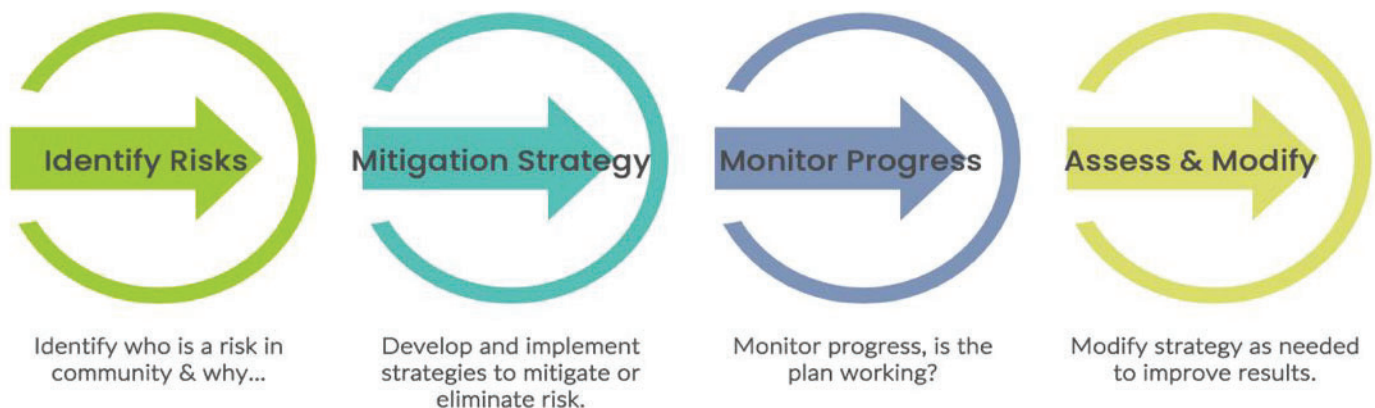 Identify Risks
Mitigation Strategy
Monitor Progress
Assess & Modify
Identify who is a risk in
community & why...
Develop and implement
strategies to mitigate or
eliminate risk.
Monitor progress, is the
plan working?
Modify strategy as needed
to improve results.